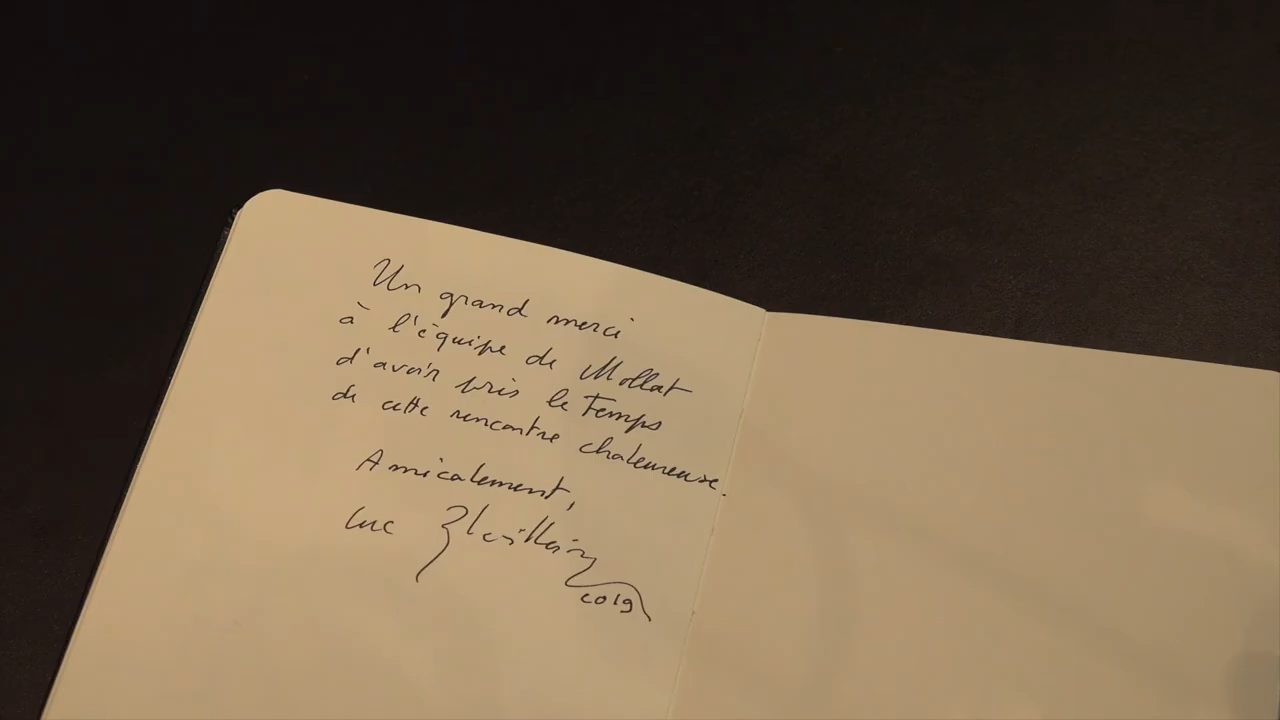 Un grand merci
à l'équipe de Mollat
d'avoir pris le Temps
de cette rencontre chaleureuse.
Amicalement,
Luc
2019